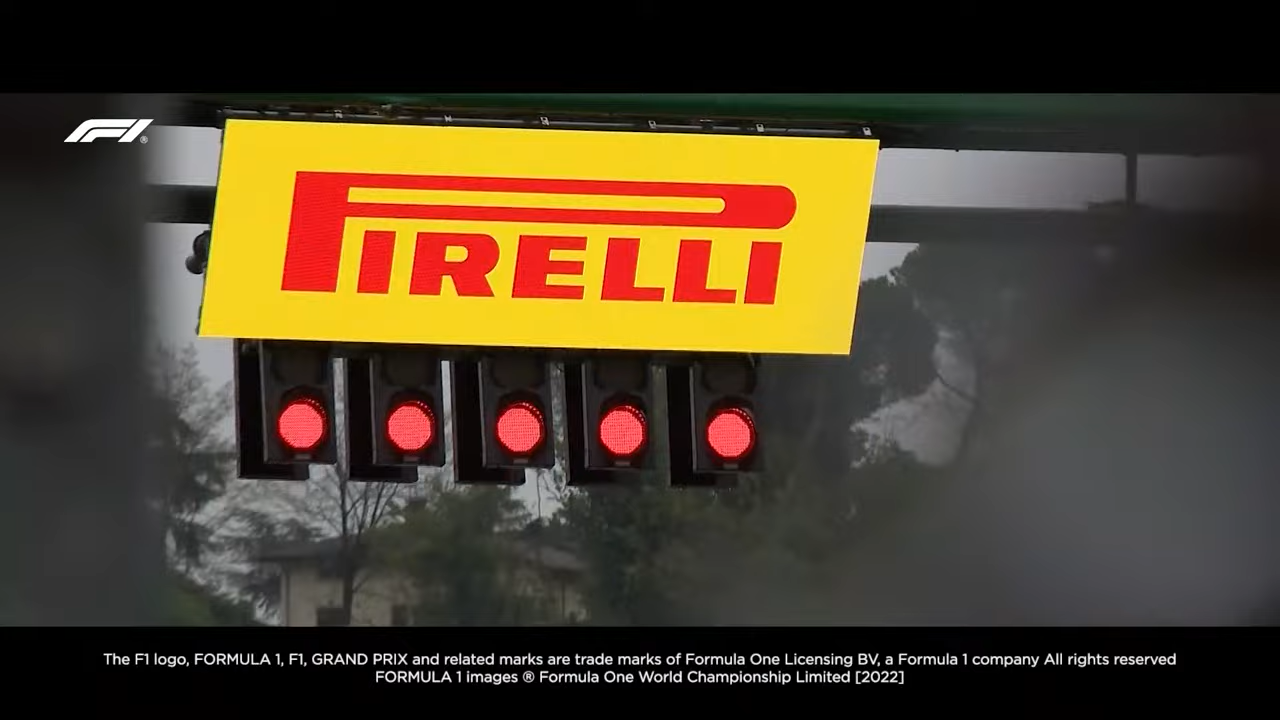 F1
PIRELLI
The F1 logo, FORMULA 1, F1, GRAND PRIX and related marks are trade marks of Formula One Licensing BV, a Formula 1 company All rights reserved
FORMULA 1 images ® Formula One World Championship Limited [2022]